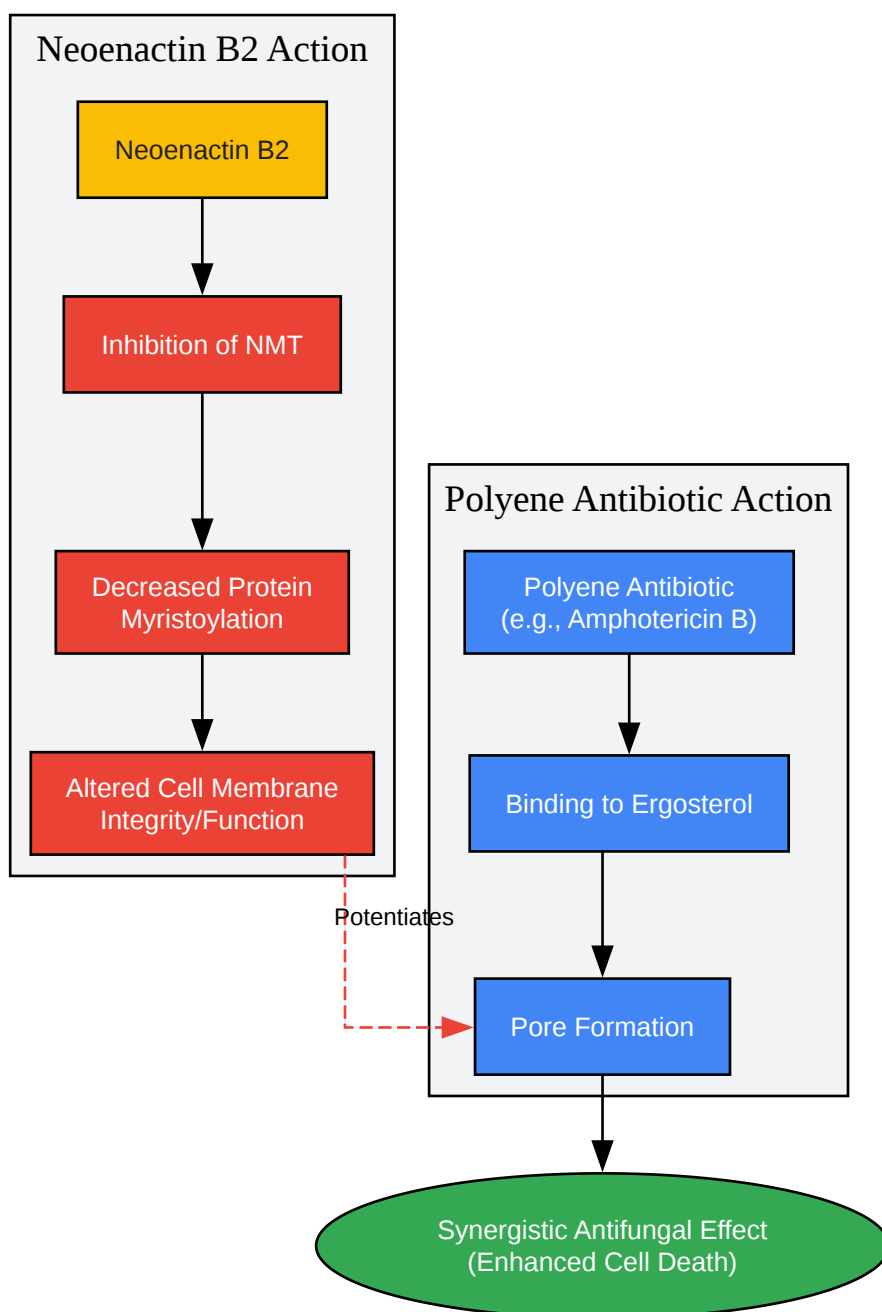 Neoenactin B2 Action
Neoenactin B2
Inhibition of NMT
Decreased Protein
Myristoylation
Altered Cell Membrane
Integrity/Function
Potentiates
Polyene Antibiotic Action
Polyene Antibiotic
(e.g., Amphotericin B)
Binding to Ergosterol
Pore Formation
Synergistic Antifungal Effect
(Enhanced Cell Death)